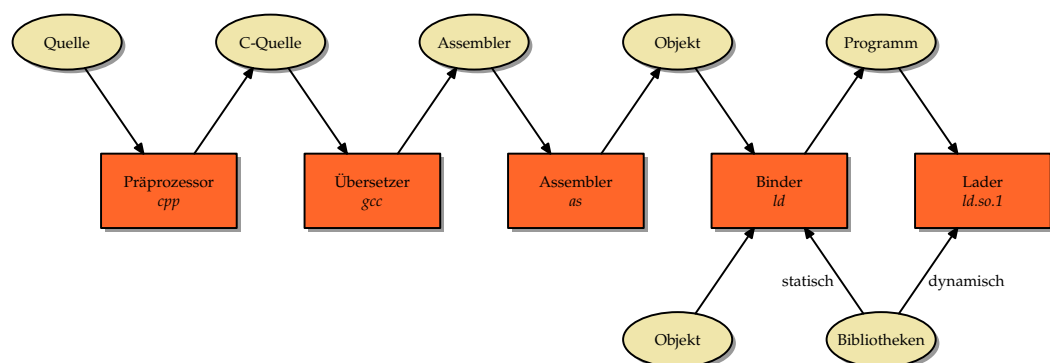 Quelle
C-Quelle
Assembler
Objekt
Programm
Präprozessor
cpp
Übersetzer
gcc
Assembler
as
Binder
ld
Lader
ld.so.1
statisch
dynamisch
Objekt
Bibliotheken